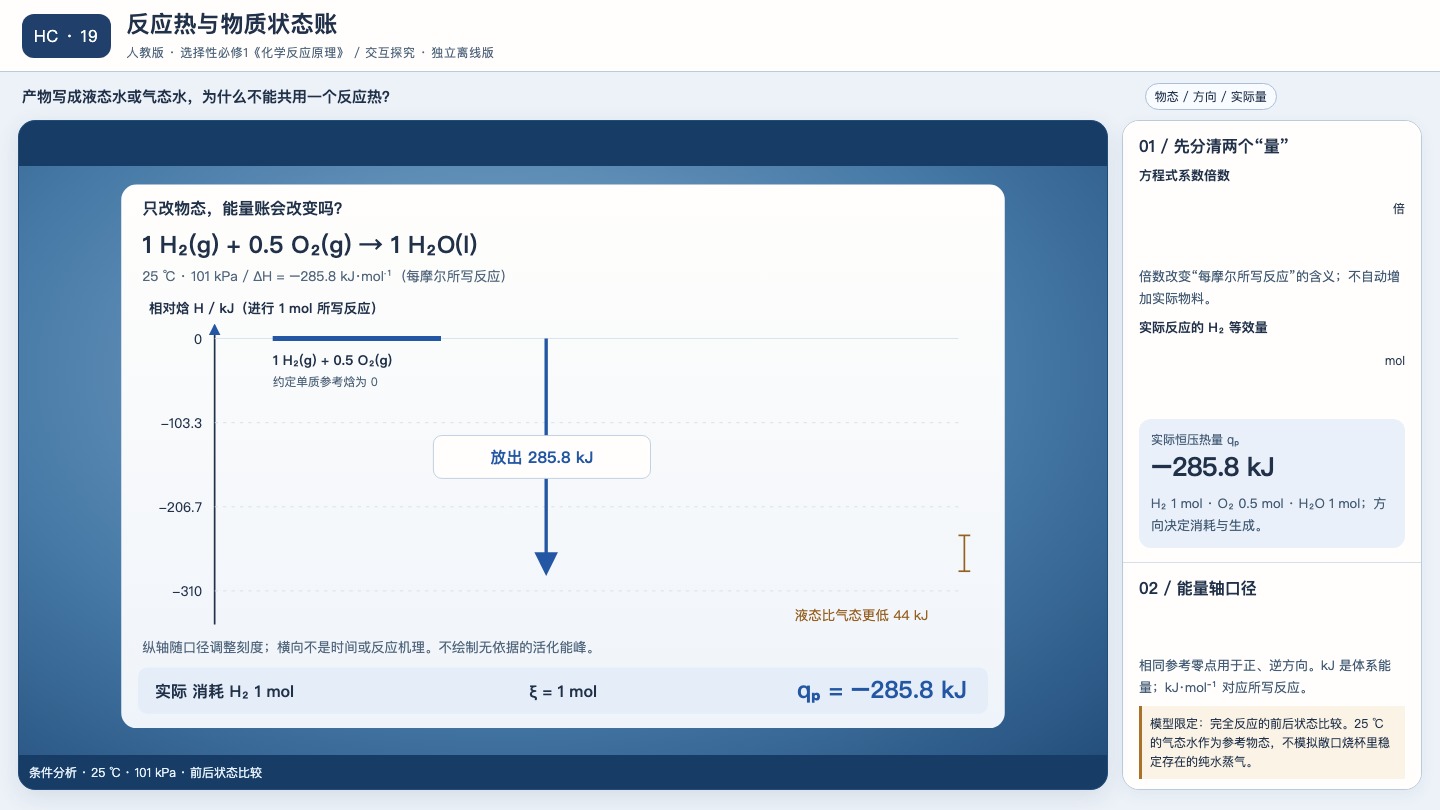 HC · 19
反应热与物质状态账
人教版 · 选择性必修1《化学反应原理》 / 交互探究 · 独立离线版
产物写成液态水或气态水，为什么不能共用一个反应热？
物态 / 方向 / 实际量
只改物态，能量账会改变吗？
1 H₂(g) + 0.5 O₂(g) → 1 H₂O(l)
25 ℃ · 101 kPa / ΔH = −285.8 kJ·mol⁻¹（每摩尔所写反应）
相对焓 H / kJ（进行 1 mol 所写反应）
0
1 H₂(g) + 0.5 O₂(g)
约定单质参考焓为 0
−103.3
放出 285.8 kJ
−206.7
−310
液态比气态更低 44 kJ
纵轴随口径调整刻度；横向不是时间或反应机理。不绘制无依据的活化能峰。
实际 消耗 H₂ 1 mol
ξ = 1 mol
qₚ = −285.8 kJ
条件分析 · 25 ℃ · 101 kPa · 前后状态比较
01 / 先分清两个“量”
方程式系数倍数
倍
倍数改变“每摩尔所写反应”的含义；不自动增
加实际物料。
实际反应的 H₂ 等效量
mol
实际恒压热量 qₚ
−285.8 kJ
H₂ 1 mol · O₂ 0.5 mol · H₂O 1 mol；方
向决定消耗与生成。
02 / 能量轴口径
相同参考零点用于正、逆方向。kJ 是体系能
量；kJ·mol⁻¹ 对应所写反应。
模型限定：完全反应的前后状态比较。25 ℃
的气态水作为参考物态，不模拟敞口烧杯里稳
定存在的纯水蒸气。